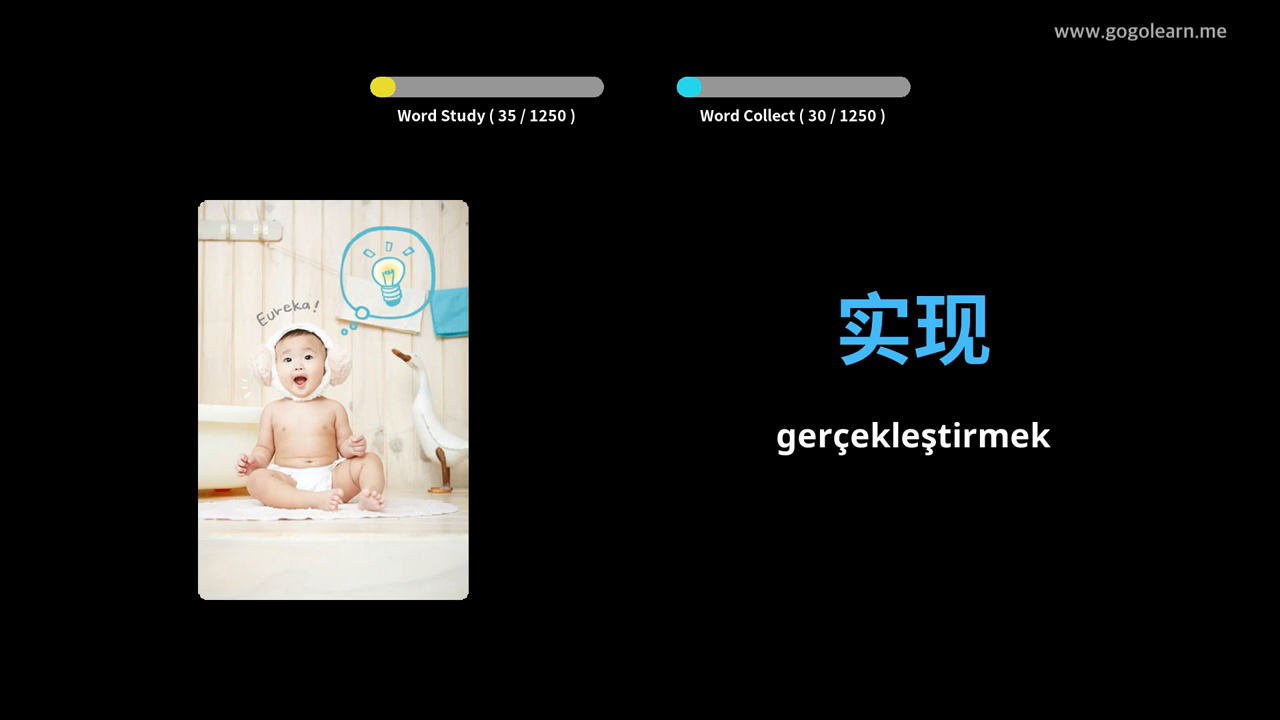 www.gogolearn.me
Word Study ( 35 / 1250 )
Word Collect ( 30 / 1250 )
Eureka!
实现
gerçekleştirmek